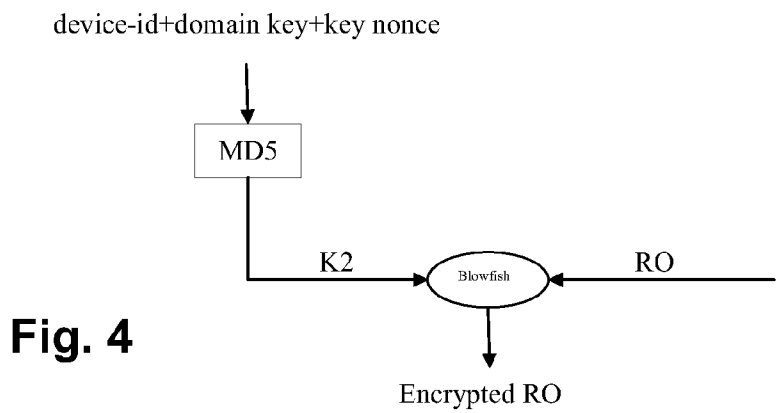 device-id+domain key+key nonce
MD5
K2
Blowfish
RO
Fig. 4
Encrypted RO